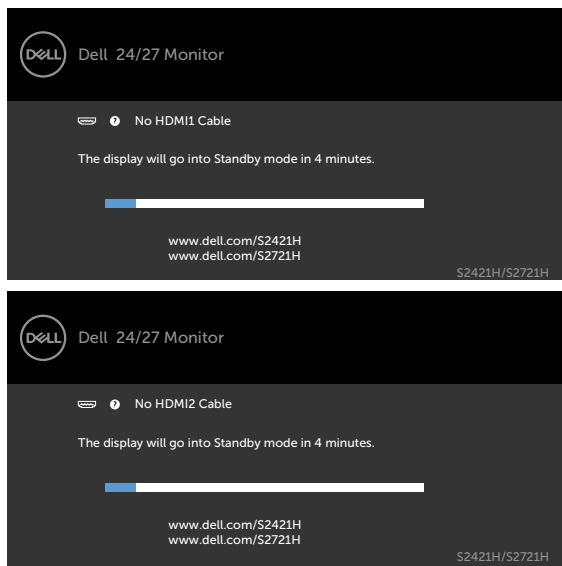 DELL
Dell 24/27 Monitor
? No HDMI1 Cable
The display will go into Standby mode in 4 minutes.
www.dell.com/S2421H
www.dell.com/S2721H
S2421H/S2721H
DELL
Dell 24/27 Monitor
? No HDMI2 Cable
The display will go into Standby mode in 4 minutes.
www.dell.com/S2421H
www.dell.com/S2721H
S2421H/S2721H